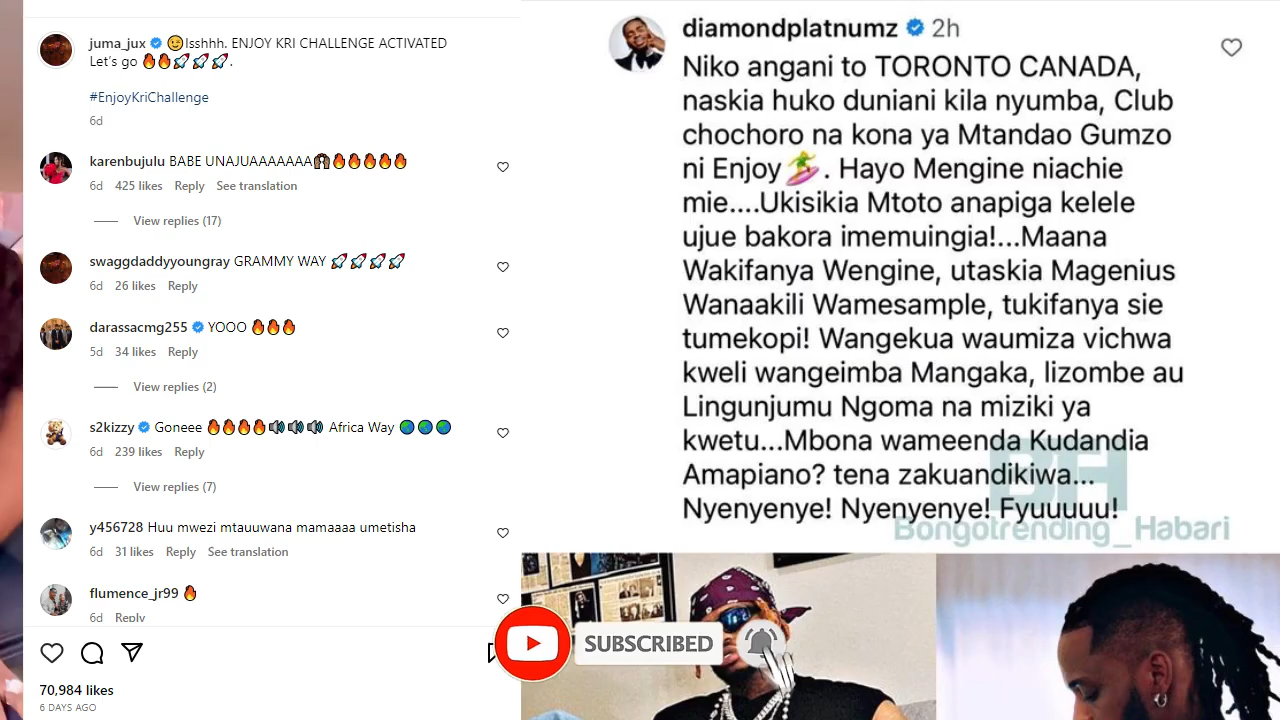 juma_jux 😉Isshhh. ENJOY KRI CHALLENGE ACTIVATED
Let's go 🔥🔥🚀🚀🚀.
#EnjoyKriChallenge
6d
karenbujulu BABE UNAJUAAAAAAA🙆🏽‍♀️🔥🔥🔥🔥🔥
6d 425 likes Reply See translation
View replies (17)
swaggdaddyyoungray GRAMMY WAY 🚀🚀🚀🚀
6d 26 likes Reply
darassacmg255 YOOO 🔥🔥🔥
5d 34 likes Reply
View replies (2)
s2kizzy Goneee 🔥🔥🔥🔥🔊🔊🔊 Africa Way 🌍🌍🌍
6d 239 likes Reply
View replies (7)
y456728 Huu mwezi mtauuwana mamaaaa umetisha
6d 31 likes Reply See translation
flumence_jr99 🔥
6d Reply
70,984 likes
6 DAYS AGO
diamondplatnumz 2h
Niko angani to TORONTO CANADA,
naskia huko duniani kila nyumba, Club
chochoro na kona ya Mtandao Gumzo
ni Enjoy🏄‍♀️. Hayo Mengine niachie
mie....Ukisikia Mtoto anapiga kelele
ujue bakora imemuingia!...Maana
Wakifanya Wengine, utaskia Magenius
Wanaakili Wamesample, tukifanya sie
tumekopi! Wangekua waumiza vichwa
kweli wangeimba Mangaka, lizombe au
Lingunjumu Ngoma na miziki ya
kwetu...Mbona wameenda Kudandia
Amapiano? tena zakuandikiwa...
Nyenyenye! Nyenyenye! Fyuuuuu!
BH
Bongotrending_Habari
SUBSCRIBED